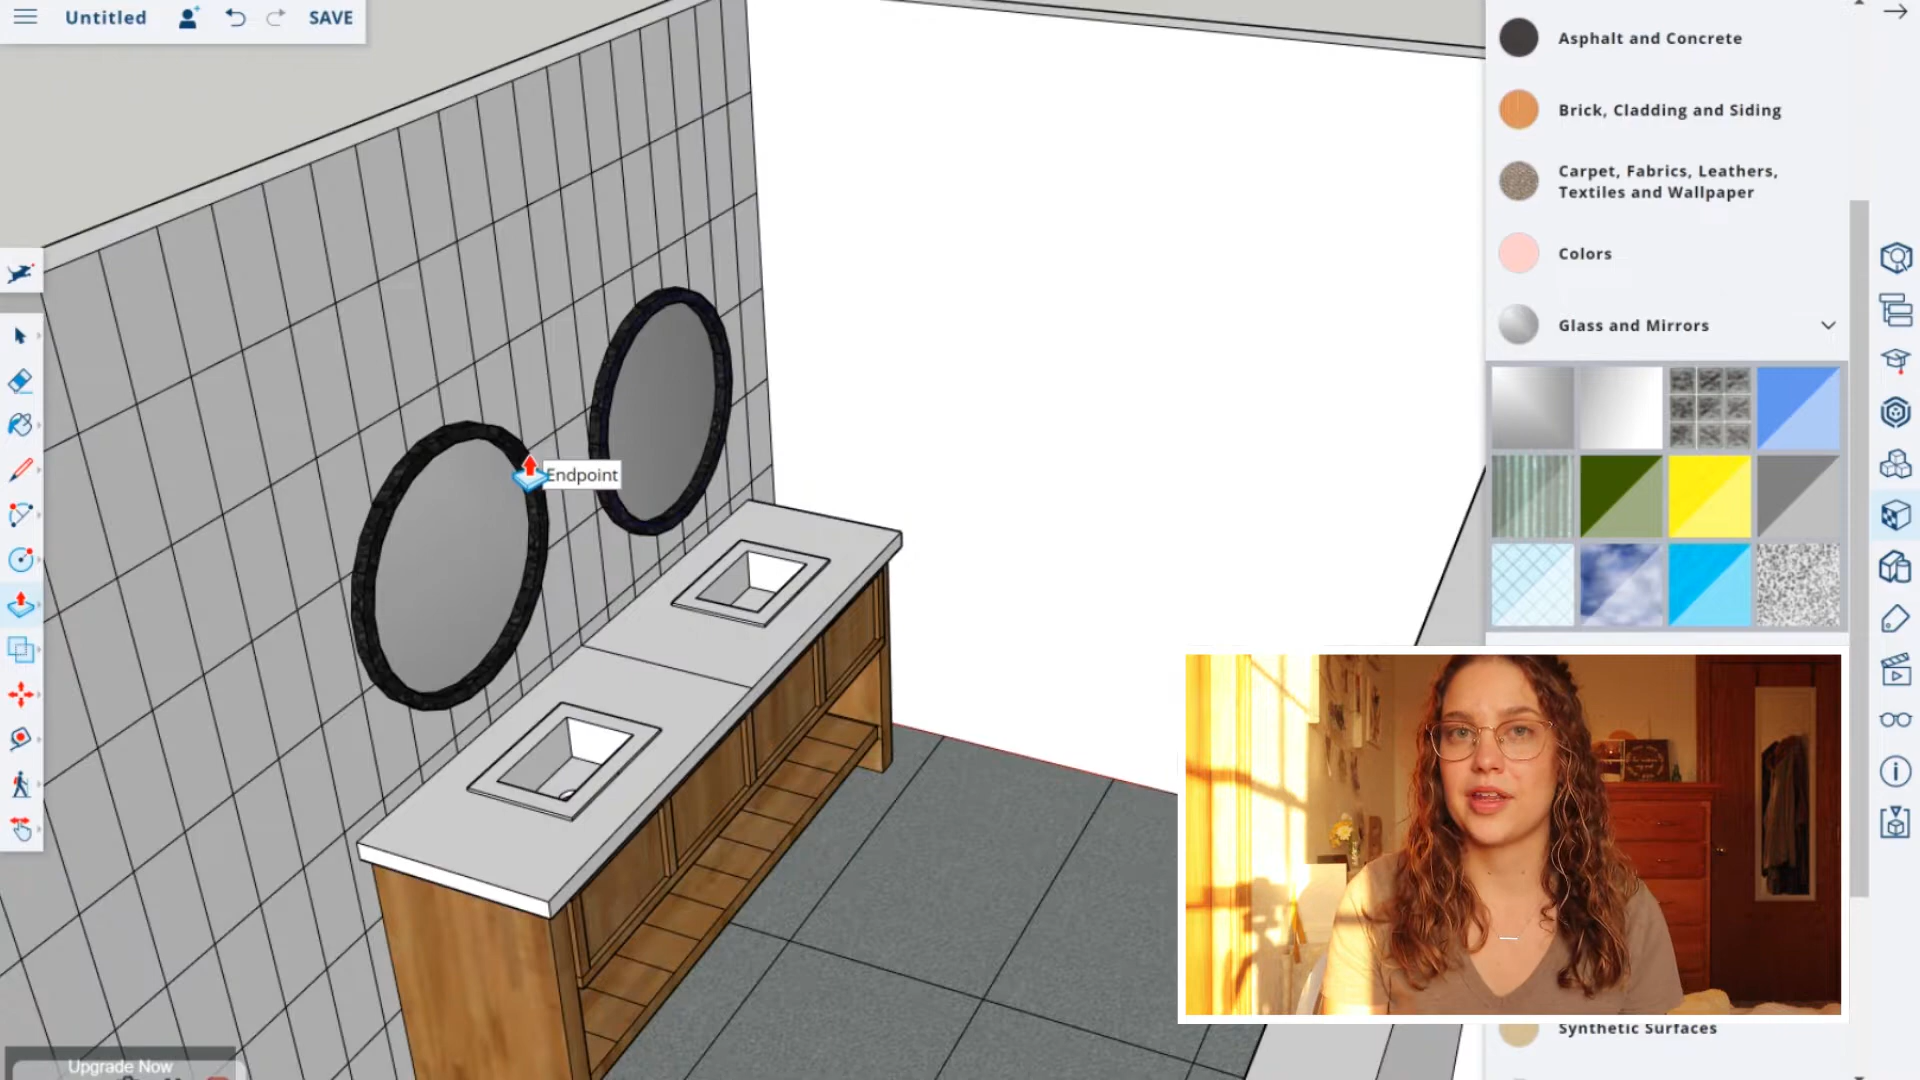 Untitled
SAVE
Asphalt and Concrete
Brick, Cladding and Siding
Carpet, Fabrics, Leathers,
Textiles and Wallpaper
Colors
Glass and Mirrors
Endpoint
Synthetic Surfaces
Upgrade Now